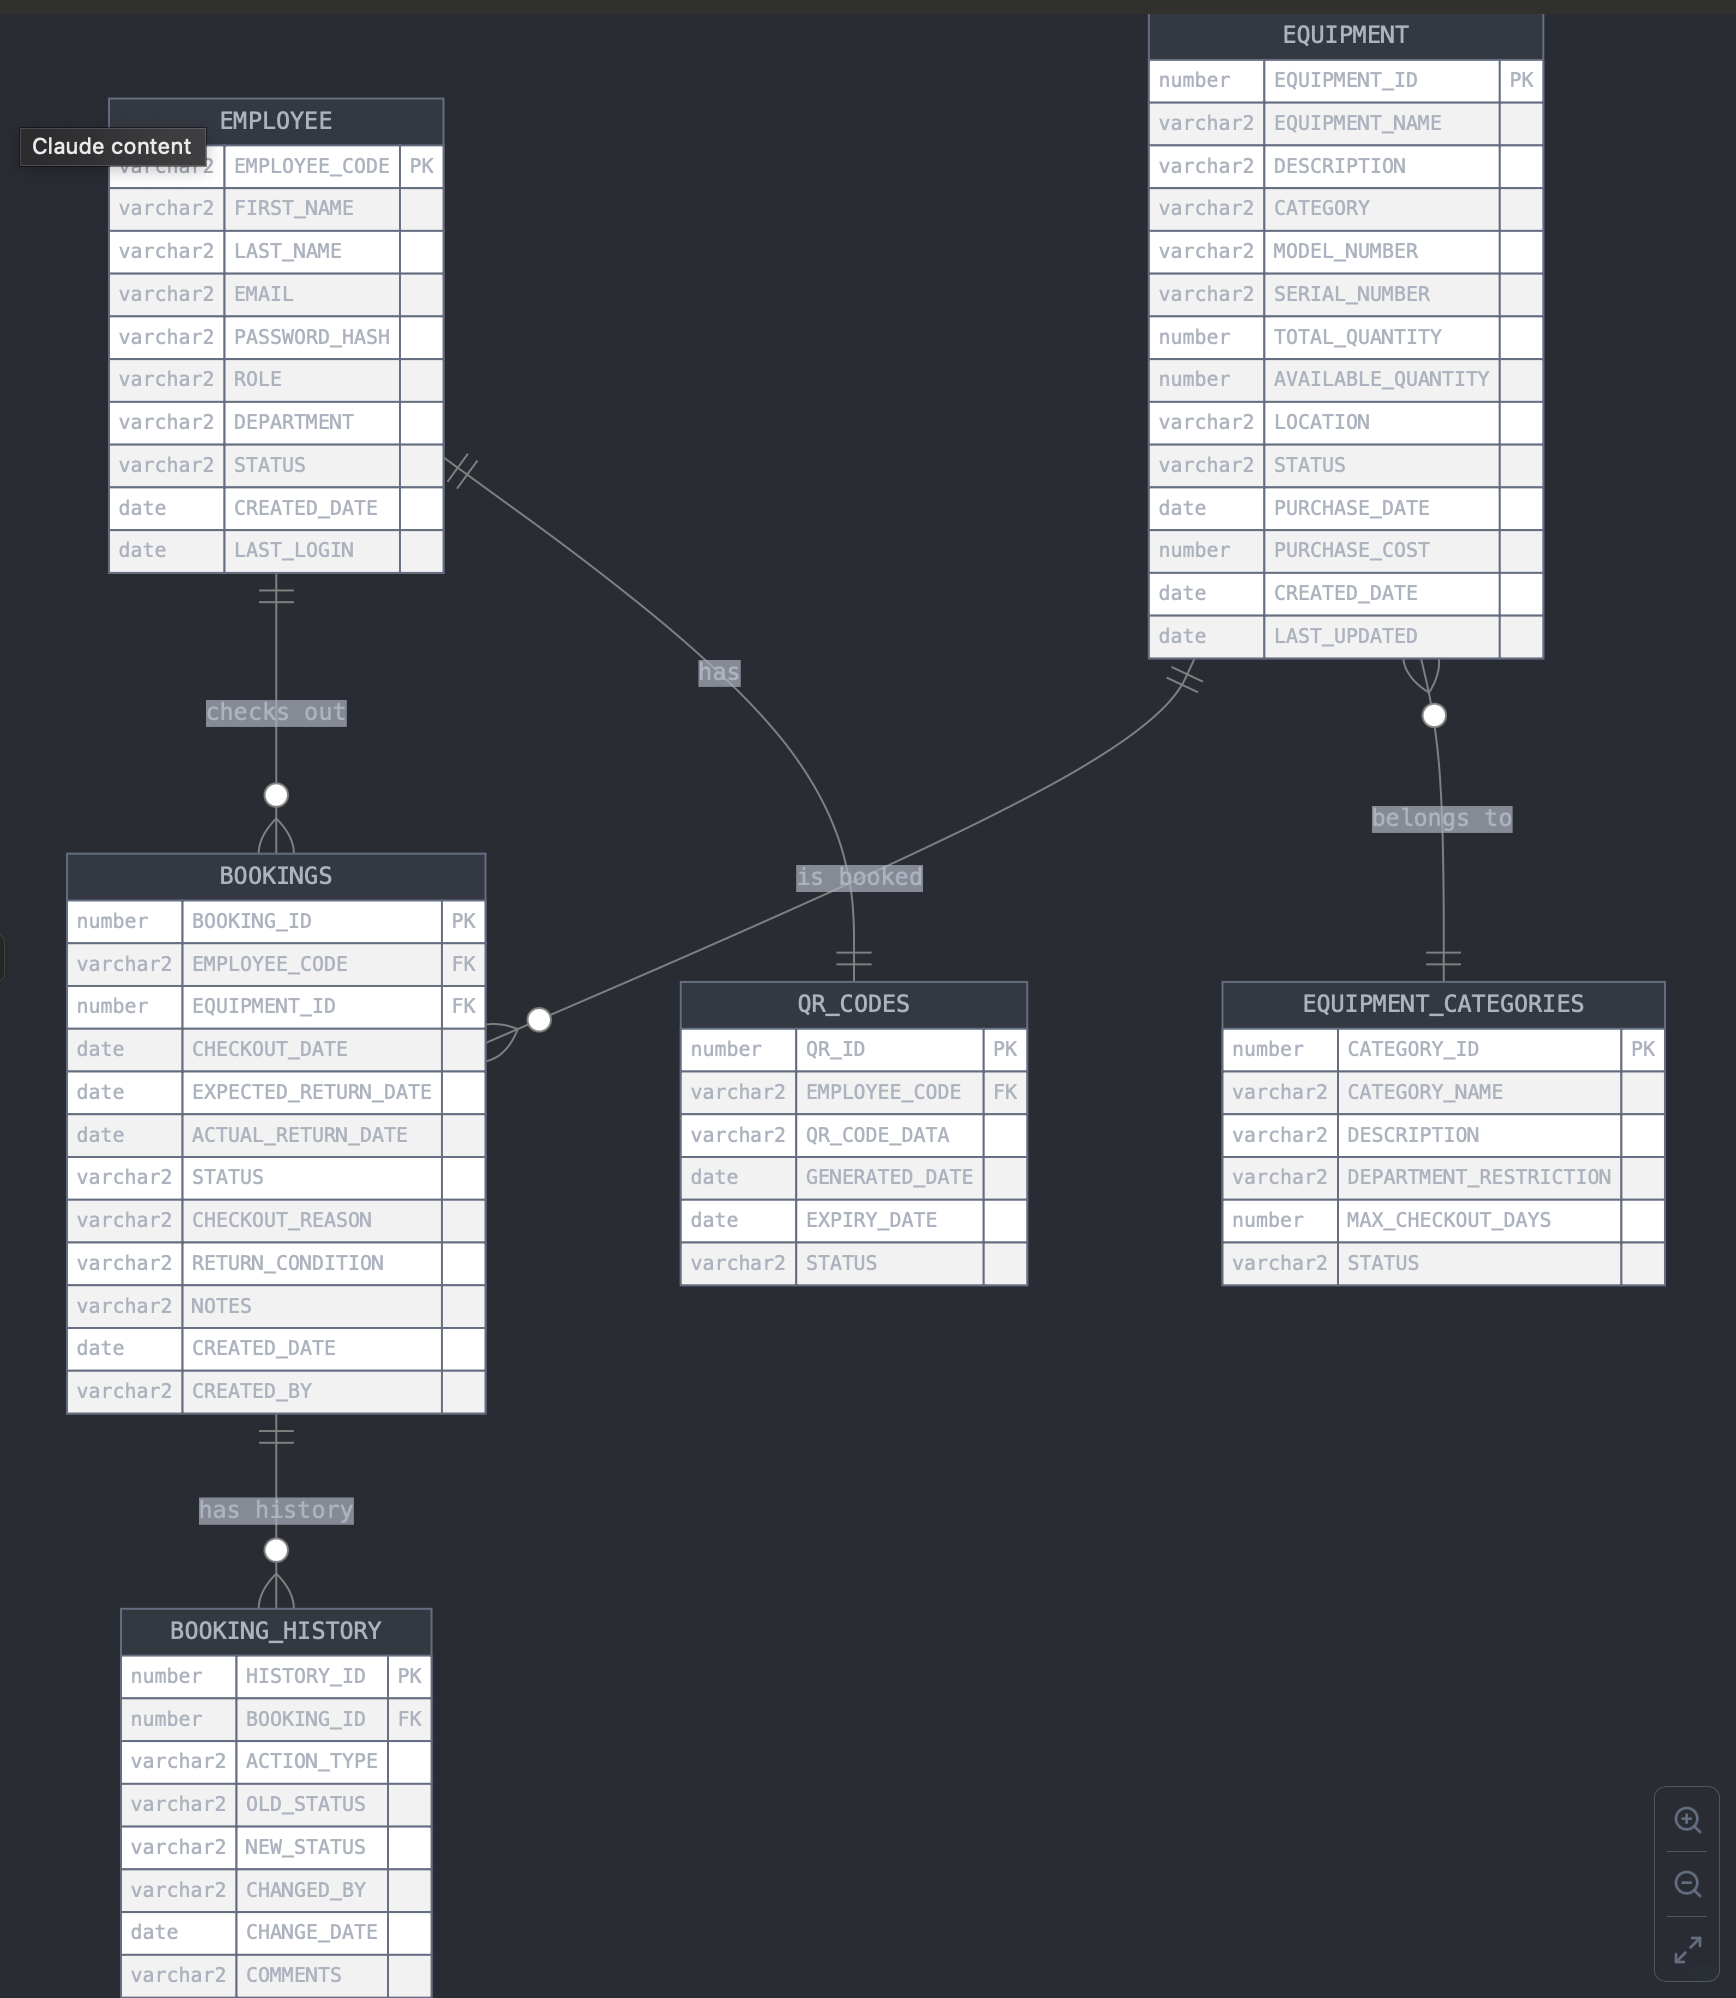 EMPLOYEE
Claude content
varchar2 EMPLOYEE_CODE PK
varchar2 FIRST_NAME
varchar2 LAST_NAME
varchar2 EMAIL
varchar2 PASSWORD_HASH
varchar2 ROLE
varchar2 DEPARTMENT
varchar2 STATUS
date CREATED_DATE
date LAST_LOGIN
EQUIPMENT
number EQUIPMENT_ID PK
varchar2 EQUIPMENT_NAME
varchar2 DESCRIPTION
varchar2 CATEGORY
varchar2 MODEL_NUMBER
varchar2 SERIAL_NUMBER
number TOTAL_QUANTITY
number AVAILABLE_QUANTITY
varchar2 LOCATION
varchar2 STATUS
date PURCHASE_DATE
number PURCHASE_COST
date CREATED_DATE
date LAST_UPDATED
checks out
has
is booked
belongs to
BOOKINGS
number BOOKING_ID PK
varchar2 EMPLOYEE_CODE FK
number EQUIPMENT_ID FK
date CHECKOUT_DATE
date EXPECTED_RETURN_DATE
date ACTUAL_RETURN_DATE
varchar2 STATUS
varchar2 CHECKOUT_REASON
varchar2 RETURN_CONDITION
varchar2 NOTES
date CREATED_DATE
varchar2 CREATED_BY
QR_CODES
number QR_ID PK
varchar2 EMPLOYEE_CODE FK
varchar2 QR_CODE_DATA
date GENERATED_DATE
date EXPIRY_DATE
varchar2 STATUS
EQUIPMENT_CATEGORIES
number CATEGORY_ID PK
varchar2 CATEGORY_NAME
varchar2 DESCRIPTION
varchar2 DEPARTMENT_RESTRICTION
number MAX_CHECKOUT_DAYS
varchar2 STATUS
has history
BOOKING_HISTORY
number HISTORY_ID PK
number BOOKING_ID FK
varchar2 ACTION_TYPE
varchar2 OLD_STATUS
varchar2 NEW_STATUS
varchar2 CHANGED_BY
date CHANGE_DATE
varchar2 COMMENTS